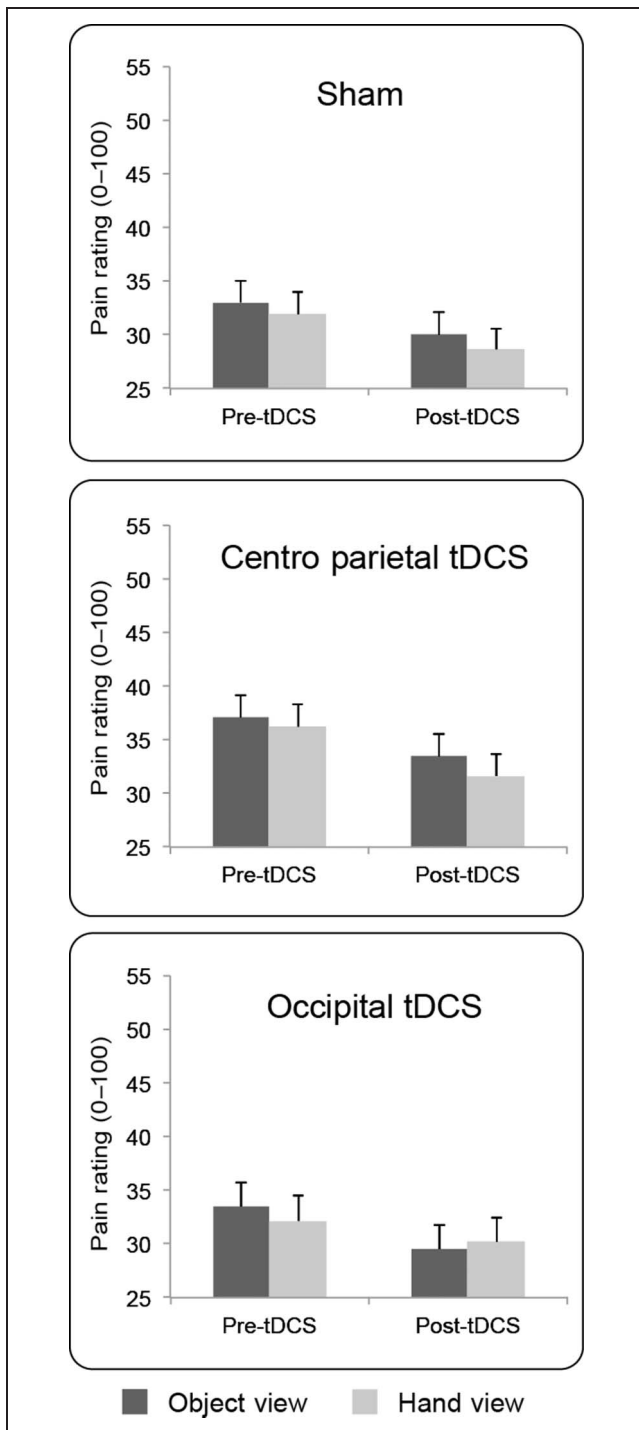 Sham
Pain rating (0–100)
55
50
45
40
35
30
25
Pre-tDCS Post-tDCS
Centro parietal tDCS
Pain rating (0–100)
55
50
45
40
35
30
25
Pre-tDCS Post-tDCS
Occipital tDCS
Pain rating (0–100)
55
50
45
40
35
30
25
Pre-tDCS Post-tDCS
Object view Hand view